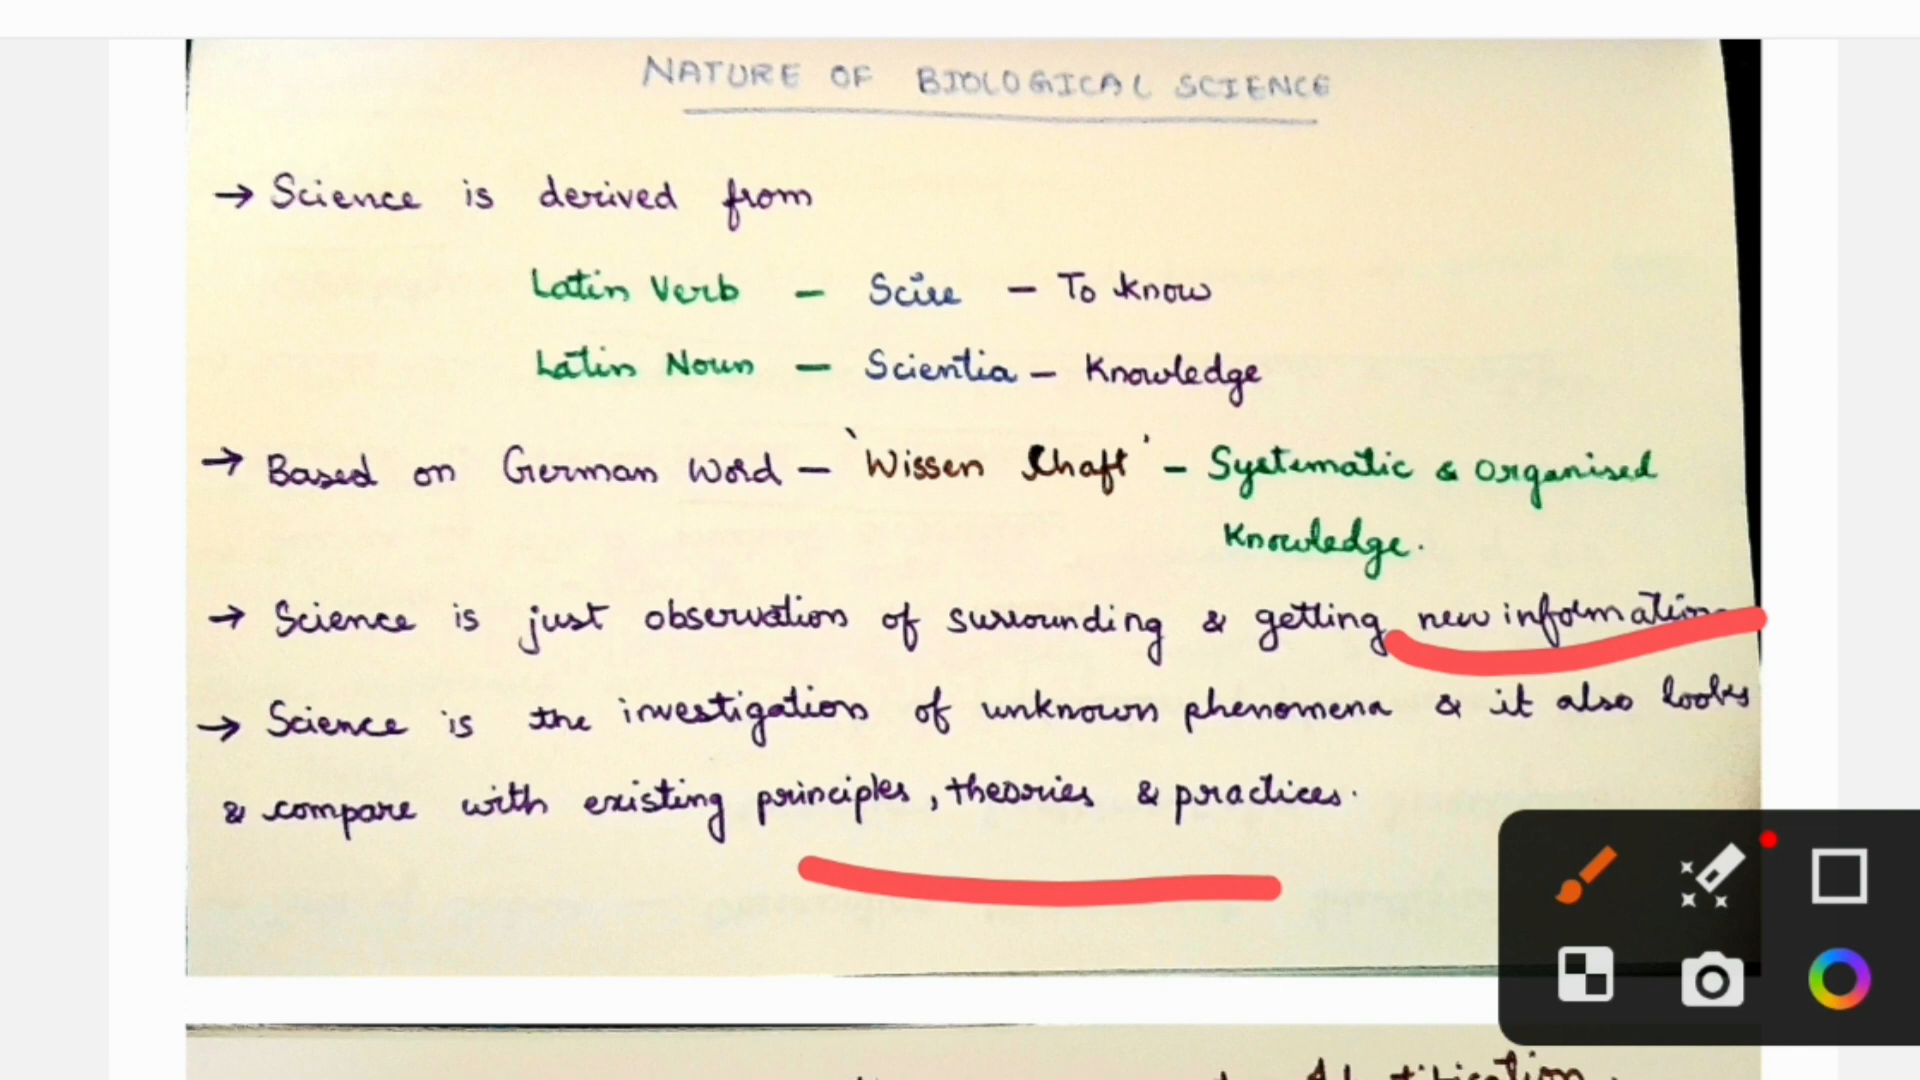 NATURE OF BIOLOGICAL SCIENCE
→ Science is derived from
Latin Verb — Scire — To know
Latin Noun — Scientia — Knowledge
→ Based on German Word — 'Wissen Chaft' — Systematic & Organised
Knowledge.
→ Science is just observation of surrounding & getting new information
→ Science is the investigation of unknown phenomena & it also looks
& compare with existing principles, theories & practices.